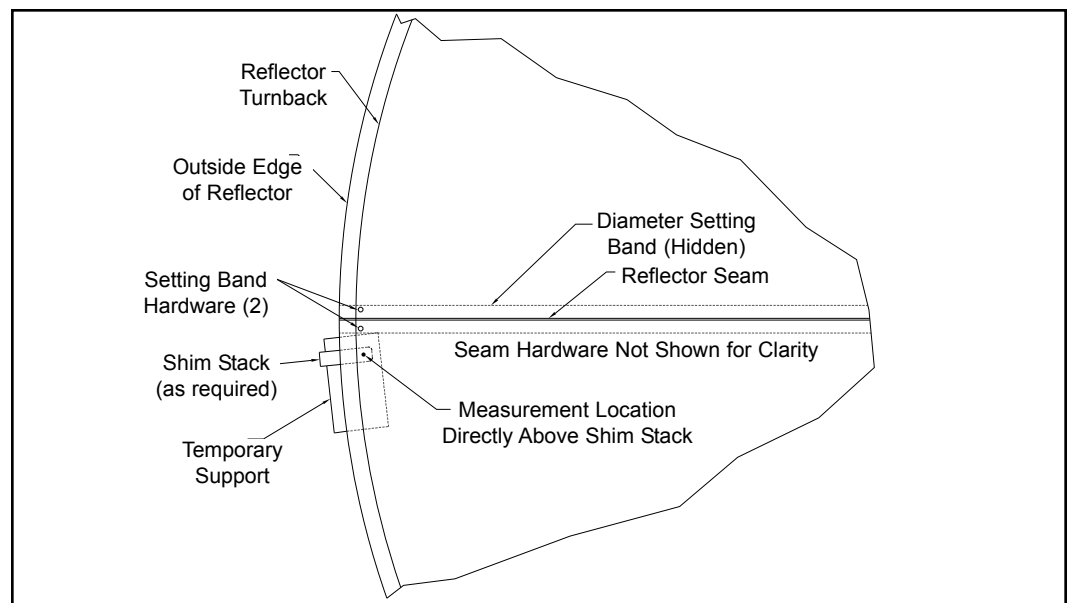 Reflector
Turnback
Outside Edge
of Reflector
Diameter Setting
Band (Hidden)
Reflector Seam
Setting Band
Hardware (2)
Seam Hardware Not Shown for Clarity
Shim Stack
(as required)
Measurement Location
Directly Above Shim Stack
Temporary
Support